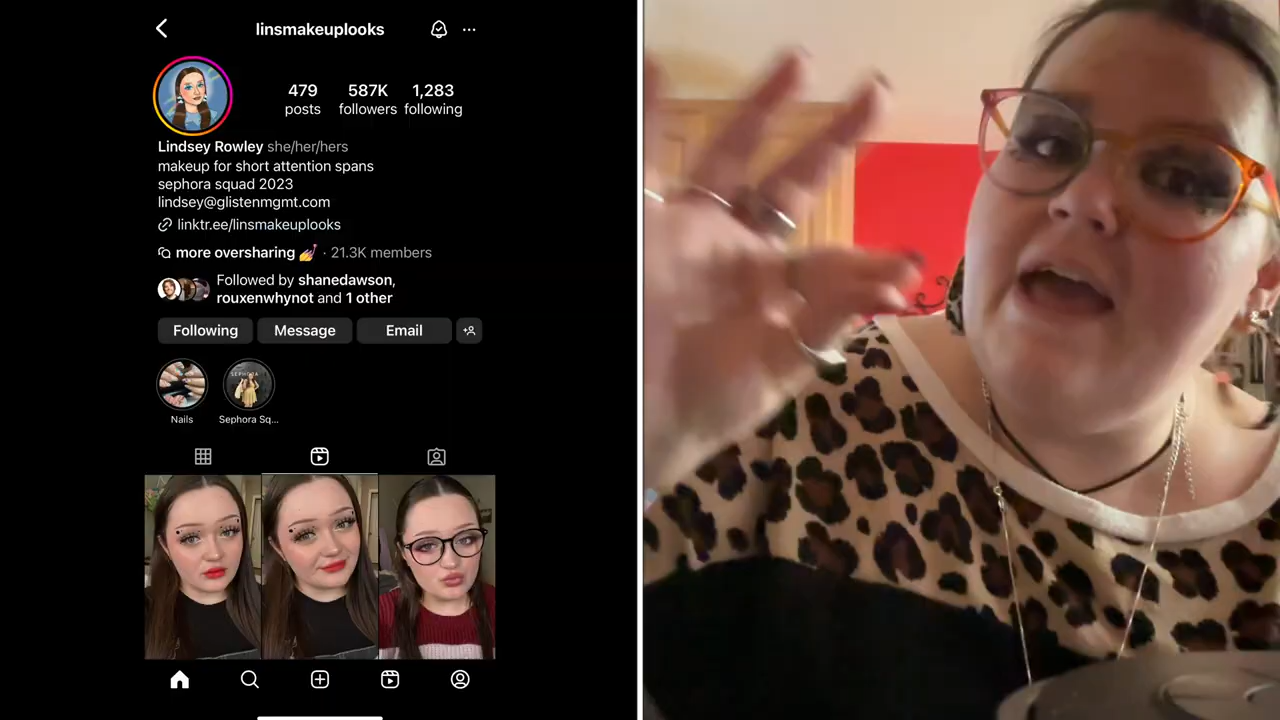 linsmakeuplooks
479 587K 1,283
posts followers following
Lindsey Rowley she/her/hers
makeup for short attention spans
sephora squad 2023
lindsey@glistenmgmt.com
linktr.ee/linsmakeuplooks
more oversharing 💅 · 21.3K members
Followed by shanedawson,
rouxenwhynot and 1 other
Following Message Email
SEPHORA
Nails Sephora Sq...